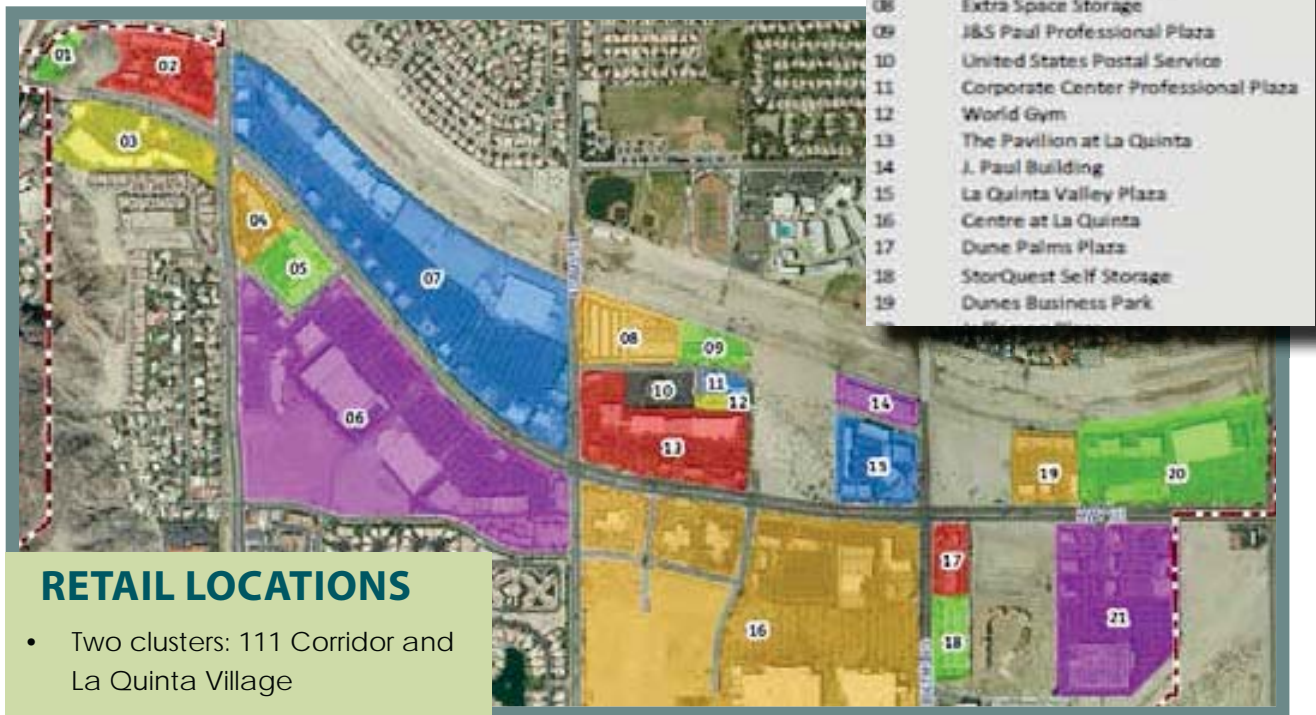 08 Extra Space Storage
09 J&S Paul Professional Plaza
10 United States Postal Service
11 Corporate Center Professional Plaza
12 World Gym
13 The Pavilion at La Quinta
14 J. Paul Building
15 La Quinta Valley Plaza
16 Centre at La Quinta
17 Dune Palms Plaza
18 StorQuest Self Storage
19 Dunes Business Park
01
02
03
04
05
07
06
08
09
10
11
12
13
14
15
16
17
18
19
20
21
RETAIL LOCATIONS
• Two clusters: 111 Corridor and
La Quinta Village